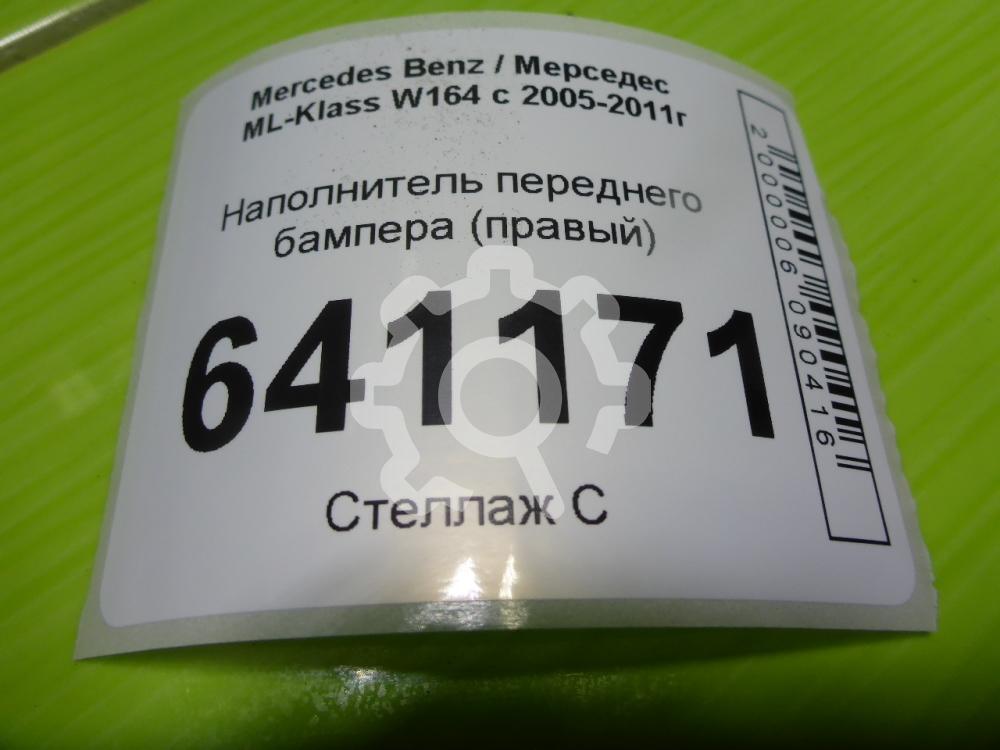 Mercedes Benz / Мерседес
ML-Klass W164 с 2005-2011г
Наполнитель переднего
бампера (правый)
641171
Стеллаж С
2000006090416